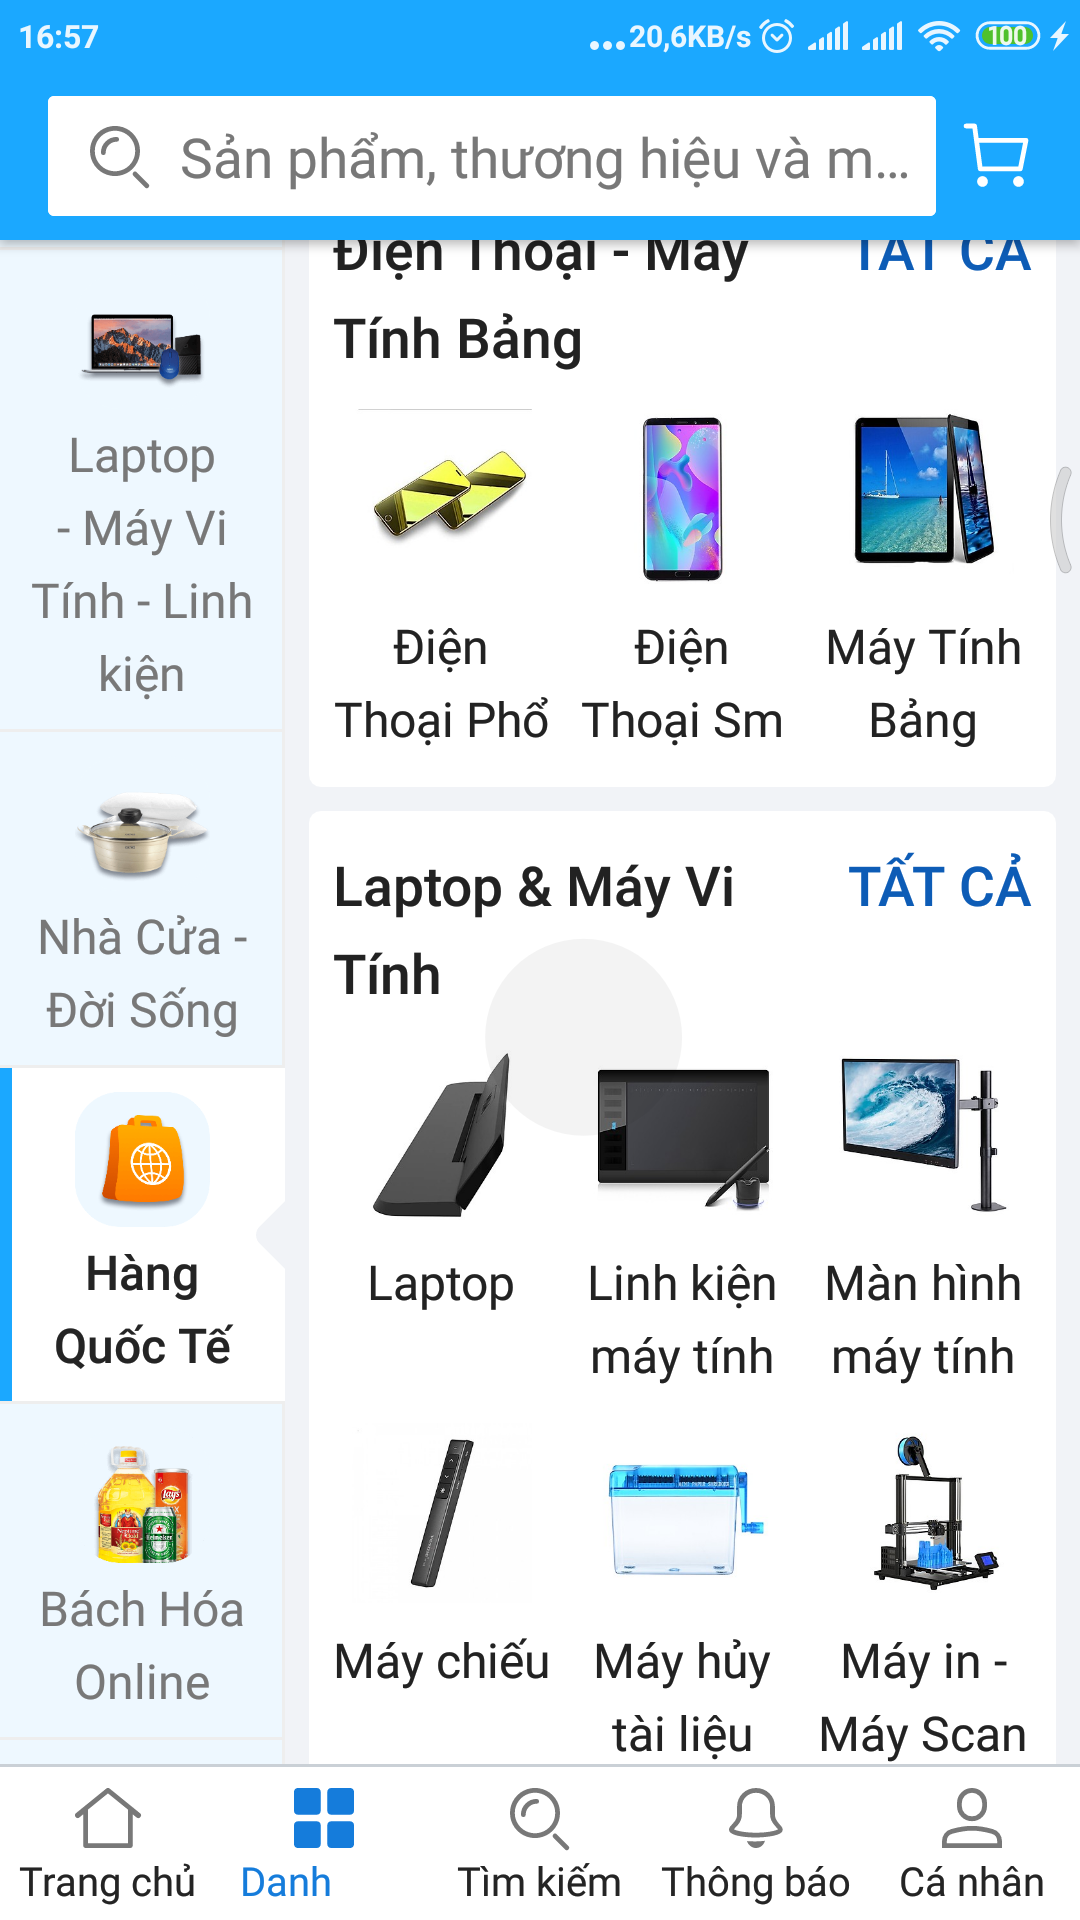 16:57
...20,6KB/s
100
Sản phẩm, thương hiệu và m...
Điện Thoại - Máy
Tính Bảng
TẤT CẢ
Laptop
- Máy Vi
Tính - Linh
kiện
Điện
Thoại Phổ
Điện
Thoại Sm
Máy Tính
Bảng
Nhà Cửa -
Đời Sống
Laptop & Máy Vi
Tính
TẤT CẢ
Hàng
Quốc Tế
Laptop
Linh kiện
máy tính
Màn hình
máy tính
Bách Hóa
Online
Máy chiếu
Máy hủy
tài liệu
Máy in -
Máy Scan
Trang chủ
Danh
Tìm kiếm
Thông báo
Cá nhân